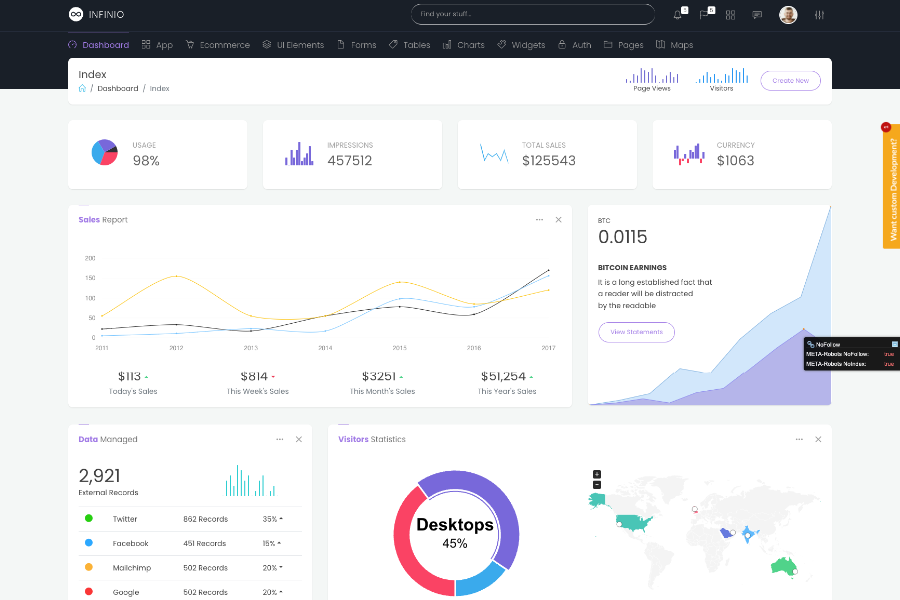 INFINIO
Find your stuff...
5
5
Dashboard
App
Ecommerce
UI Elements
Forms
Tables
Charts
Widgets
Auth
Pages
Maps
Index
/ Dashboard / Index
Page Views
Visitors
Create New
USAGE
98%
IMPRESSIONS
457512
TOTAL SALES
$125543
CURRENCY
$1063
Want custom Development?
Sales Report
200
150
100
50
0
2011
2012
2013
2014
2015
2016
2017
$113
Today's Sales
$814
This Week's Sales
$3251
This Month's Sales
$51,254
This Year's Sales
BTC
0.0115
BITCOIN EARNINGS
It is a long established fact that
a reader will be distracted
by the readable
View Statements
NoFollow
META-Robots NoFollow: true
META-Robots NoIndex: true
Data Managed
2,921
External Records
Twitter 862 Records 35%
Facebook 451 Records 15%
Mailchimp 502 Records 20%
Google 502 Records 20%
Visitors Statistics
Desktops
45%
+
−